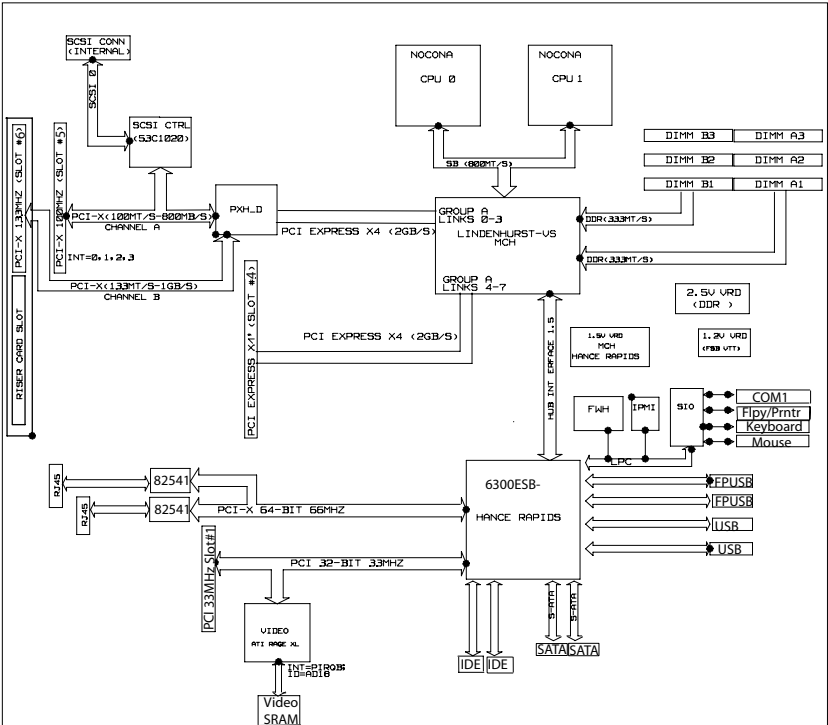 SCSI CONN
(INTERNAL)
SCSI 0
SCSI CTRL
(53C1020)
NOCONA
CPU 0
NOCONA
CPU 1
SB (800MT/S)
DIMM B3
DIMM A3
DIMM B2
DIMM A2
DIMM B1
DIMM A1
PCI-X 133MHZ (SLOT #6)
PCI-X 100MHZ (SLOT #5)
RISER CARD SLOT
PXH_D
PCI-X(100MT/S-800MB/S)
CHANNEL A
INT=0,1,2,3
PCI-X(133MT/S-1GB/S)
CHANNEL B
PCI EXPRESS X4 (2GB/S)
GROUP A
LINKS 0-3
LINDENHURST-VS
MCH
GROUP A
LINKS 4-7
DDR(333MT/S)
DDR(333MT/S)
PCI EXPRESS X4' (SLOT #4)
PCI EXPRESS X4 (2GB/S)
HUB INT ERFACE 1.5
2.5V VRD
(DDR )
1.5V VRD
MCH
HANCE RAPIDS
1.2V VRD
(FSB VTT)
FWH
IPMI
SIO
LPC
COM1
Flpy/Prntr
Keyboard
Mouse
RJ45
82541
RJ45
82541
PCI-X 64-BIT 66MHZ
6300ESB-
HANCE RAPIDS
FPUSB
FPUSB
USB
USB
PCI 33MHz Slot#1
PCI 32-BIT 33MHZ
VIDEO
ATI RAGE XL
INT=PIRQB;
ID=AD18
Video
SRAM
IDE
IDE
S-ATA
S-ATA
SATA
SATA